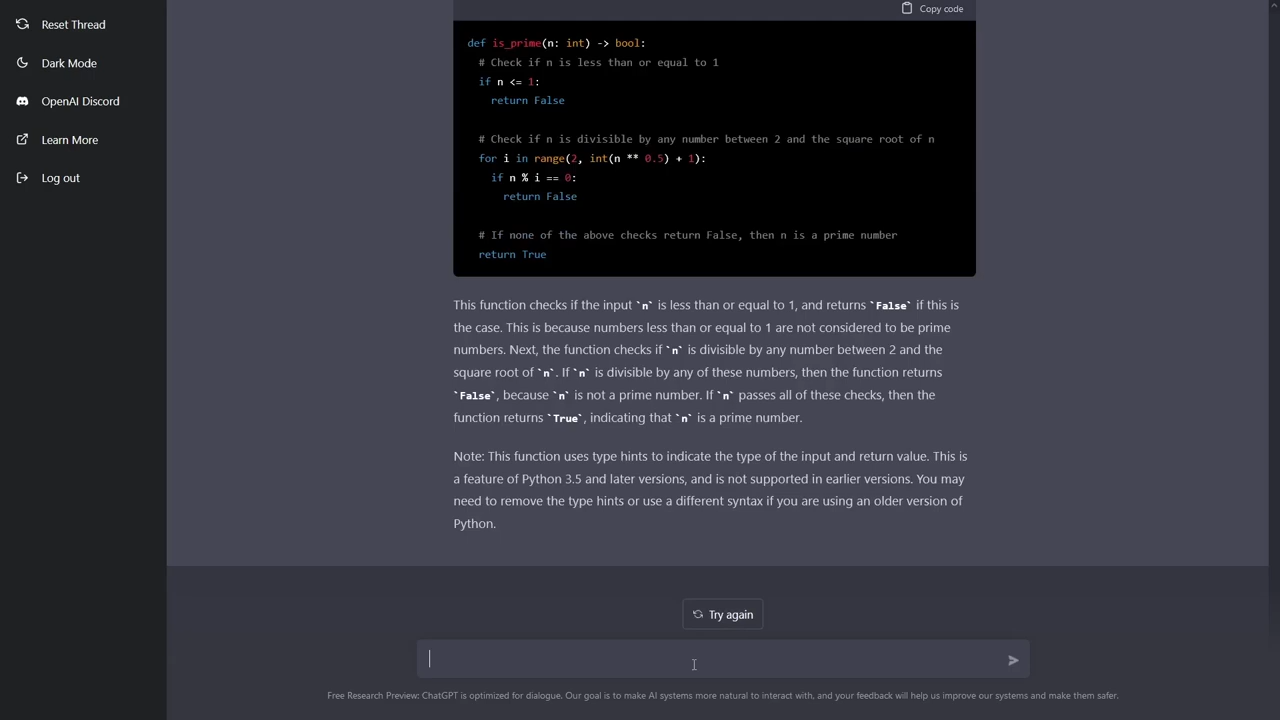 Reset Thread
Dark Mode
OpenAI Discord
Learn More
Log out
Copy code
def is_prime(n: int) -> bool:
# Check if n is less than or equal to 1
if n <= 1:
return False
# Check if n is divisible by any number between 2 and the square root of n
for i in range(2, int(n ** 0.5) + 1):
if n % i == 0:
return False
# If none of the above checks return False, then n is a prime number
return True
This function checks if the input `n` is less than or equal to 1, and returns `False` if this is
the case. This is because numbers less than or equal to 1 are not considered to be prime
numbers. Next, the function checks if `n` is divisible by any number between 2 and the
square root of `n`. If `n` is divisible by any of these numbers, then the function returns
`False`, because `n` is not a prime number. If `n` passes all of these checks, then the
function returns `True`, indicating that `n` is a prime number.
Note: This function uses type hints to indicate the type of the input and return value. This is
a feature of Python 3.5 and later versions, and is not supported in earlier versions. You may
need to remove the type hints or use a different syntax if you are using an older version of
Python.
Try again
Free Research Preview: ChatGPT is optimized for dialogue. Our goal is to make AI systems more natural to interact with, and your feedback will help us improve our systems and make them safer.